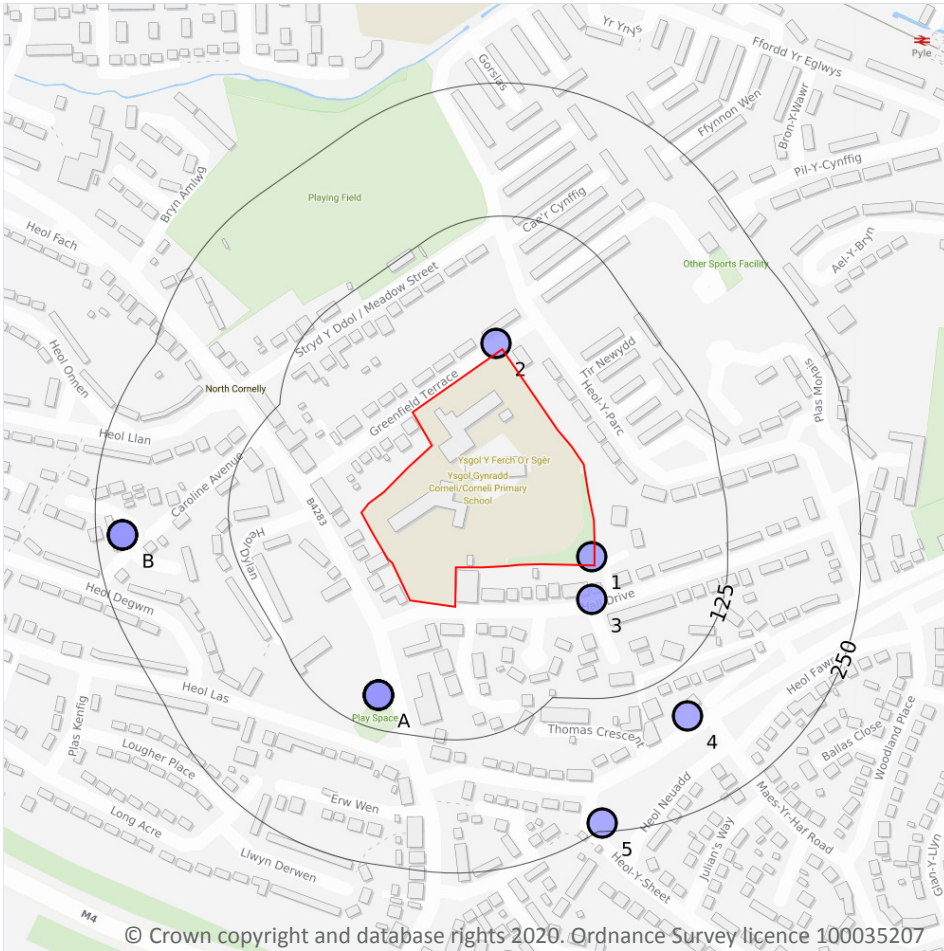 Yr Ynys
Ffordd Yr Eglwys
Pyle
Gorslas
Ffynnon Wen
Bron-Y-Wawr
Pil-Y-Cynffig
Bryn Amlwg
Playing Field
Cae'r Cynffig
Heol Fach
Ael-Y-Bryn
Other Sports Facility
Stryd Y Ddol / Meadow Street
Heol Onnen
Tir Newydd
2
North Cornelly
Greenfield Terrace
Heol-Y-Parc
Plas Morlais
Heol Llan
Caroline Avenue
Ysgol Y Ferch O'r Sgêr
Ysgol Gynradd
Corneli/Corneli Primary
School
B4283
Heol
Dylan
B
1
Drive
3
125
Heol Degwm
250
Heol Fawr
Heol Las
Play Space
A
Plas Kenfig
Thomas Crescent
4
Woodland Place
Ballas Close
Lougher Place
Erw Wen
Heol Neuadd
Maes-Yr-Haf Road
Long Acre
Julian's Way
5
Llwyn Derwen
Heol-Y-Sheet
Glan-Y-Llyn
M4
© Crown copyright and database rights 2020. Ordnance Survey licence 100035207